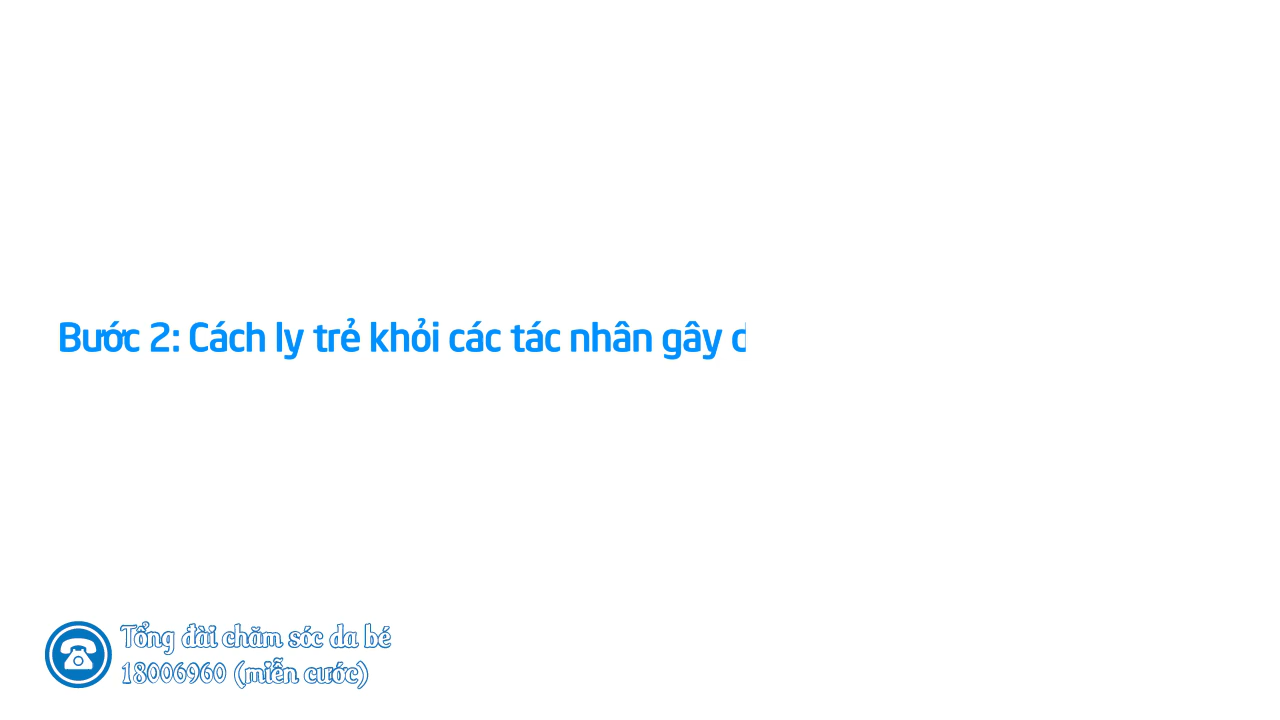 Bước 2: Cách ly trẻ khỏi các tác nhân gây
Tổng đài chăm sóc da bé
18006960 (miễn cước)